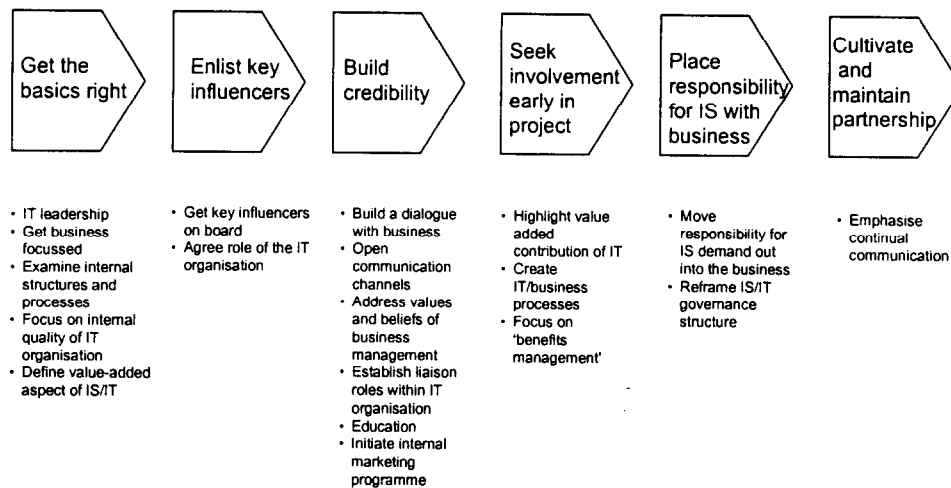 Get the
basics right
Enlist key
influencers
Build
credibility
Seek
involvement
early in
project
Place
responsibility
for IS with
business
Cultivate
and
maintain
partnership
• IT leadership
• Get business
focussed
• Examine internal
structures and
processes
• Focus on internal
quality of IT
organisation
• Define value-added
aspect of IS/IT
• Get key influencers
on board
• Agree role of the IT
organisation
• Build a dialogue
with business
• Open
communication
channels
• Address values
and beliefs of
business
management
• Establish liaison
roles within IT
organisation
• Education
• Initiate internal
marketing
programme
• Highlight value
added
contribution of IT
• Create
IT/business
processes
• Focus on
'benefits
management'
• Move
responsibility for
IS demand out
into the business
• Reframe IS/IT
governance
structure
• Emphasise
continual
communication